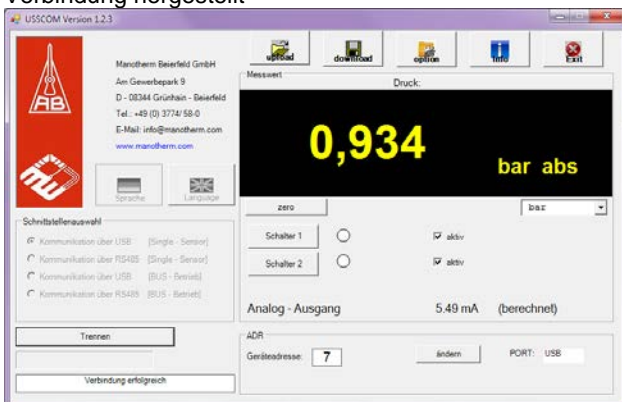 Verbindung hergestellt
USSCOM Version 1.2.3
Manotherm Beierfeld GmbH
Am Gewerbepark 9
D - 08344 Grünhain - Beierfeld
Tel.: +49 (0) 3774/ 58-0
E-Mail: info@manotherm.com
www.manotherm.com
AB
Sprache
Language
Schnittstellenauswahl
Kommunikation über USB [Single - Sensor]
Kommunikation über RS485 [Single - Sensor]
Kommunikation über USB [BUS - Betrieb]
Kommunikation über RS485 [BUS - Betrieb]
Trennen
Verbindung erfolgreich
upload
download
option
Info
Exit
Messwert
Druck:
0,934
bar abs
zero
bar
Schalter 1
aktiv
Schalter 2
aktiv
Analog - Ausgang 5.49 mA (berechnet)
ADR
Geräteadresse: 7
ändern
PORT: USB